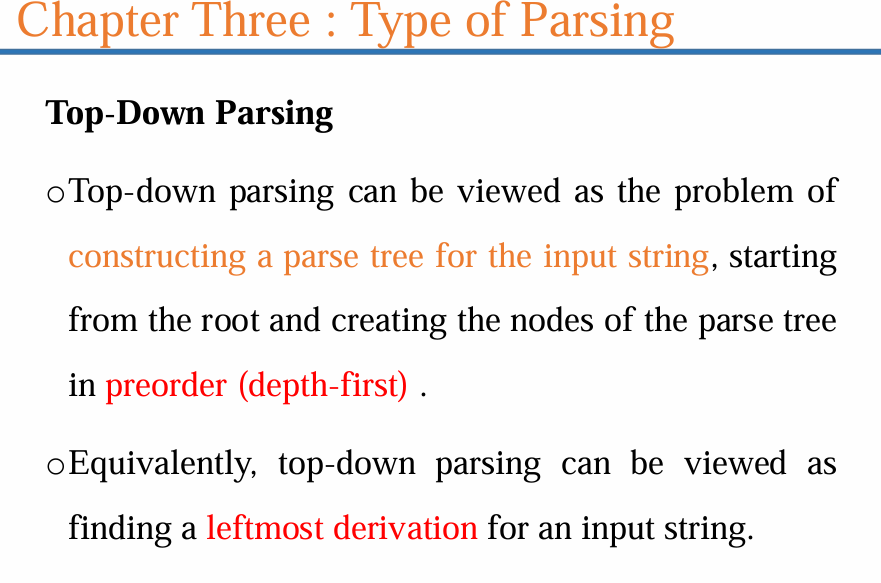 Chapter Three : Type of Parsing
Top-Down Parsing
○Top-down parsing can be viewed as the problem of
constructing a parse tree for the input string, starting
from the root and creating the nodes of the parse tree
in preorder (depth-first) .
○Equivalently, top-down parsing can be viewed as
finding a leftmost derivation for an input string.